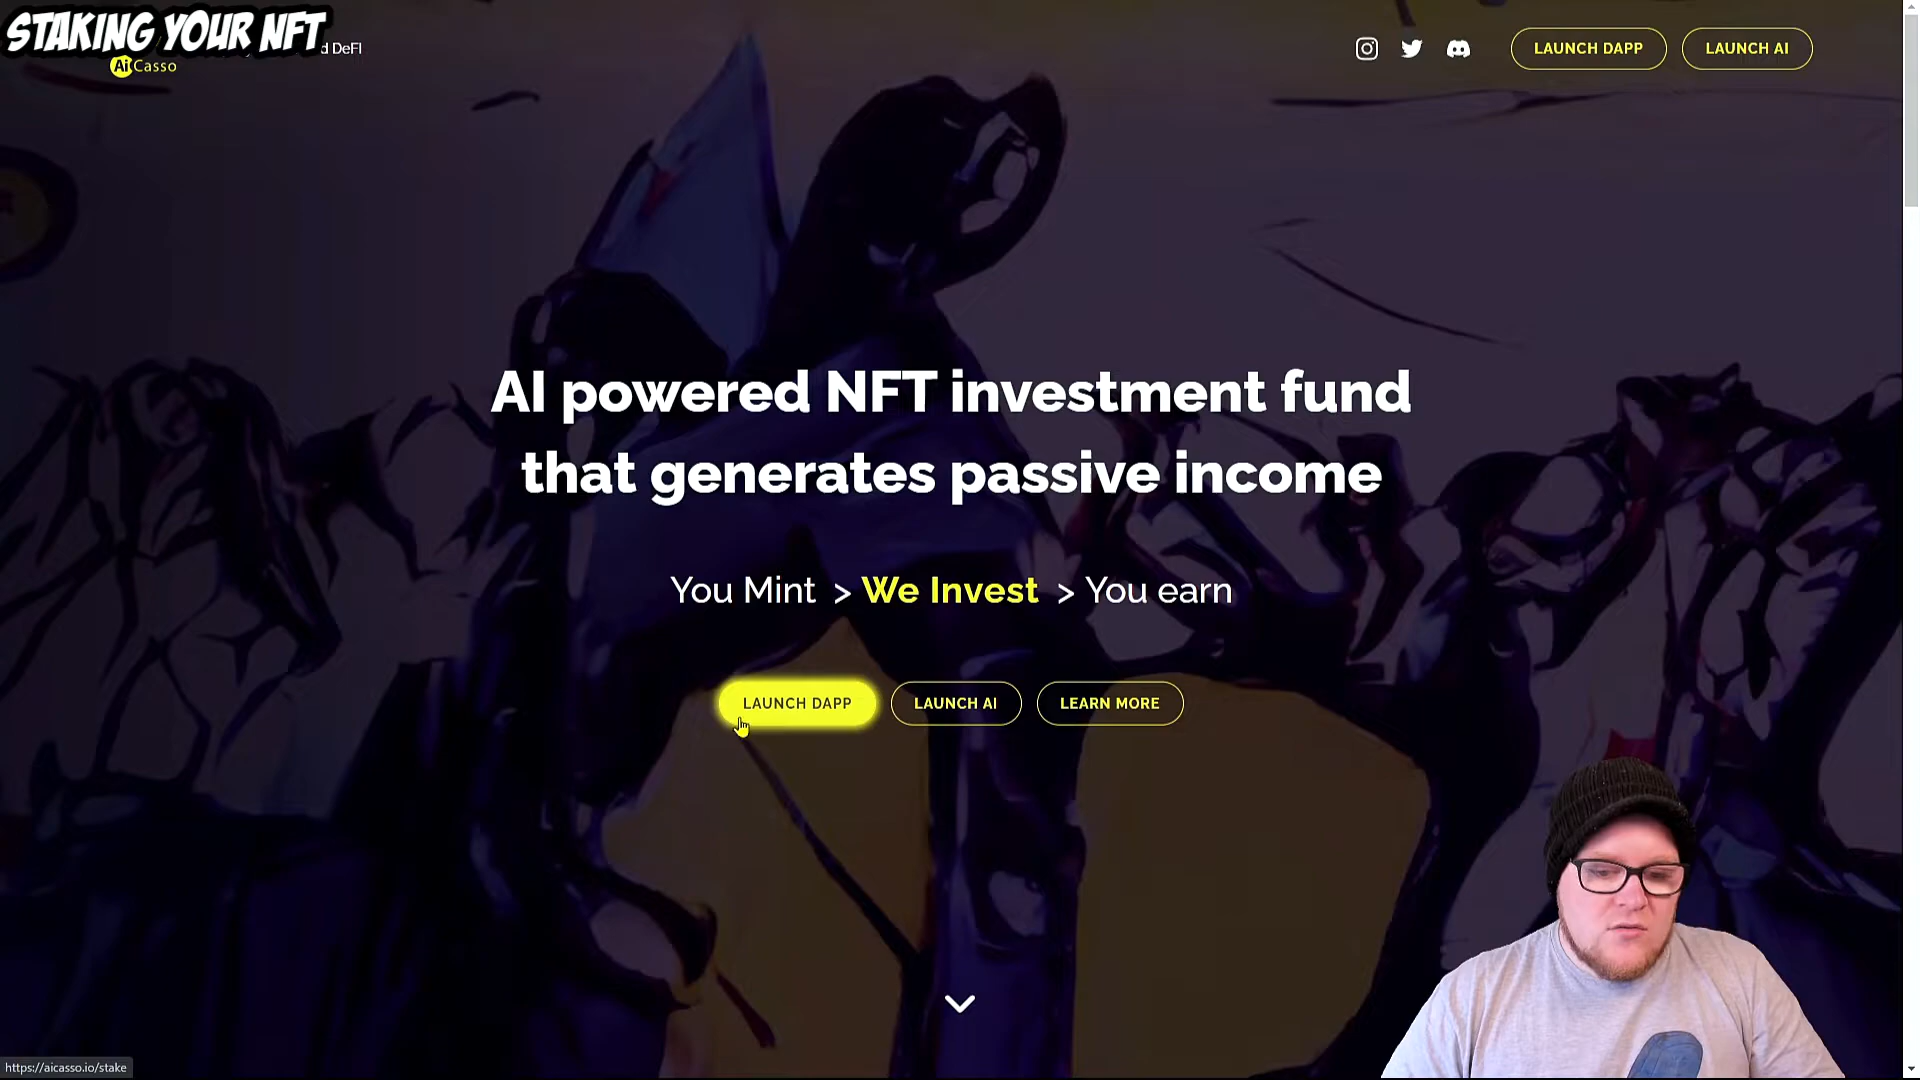 STAKING YOUR NFT
d DeFI
AiCasso
LAUNCH DAPP
LAUNCH AI
AI powered NFT investment fund
that generates passive income
You Mint > We Invest > You earn
LAUNCH DAPP
LAUNCH AI
LEARN MORE
https://aicasso.io/stake